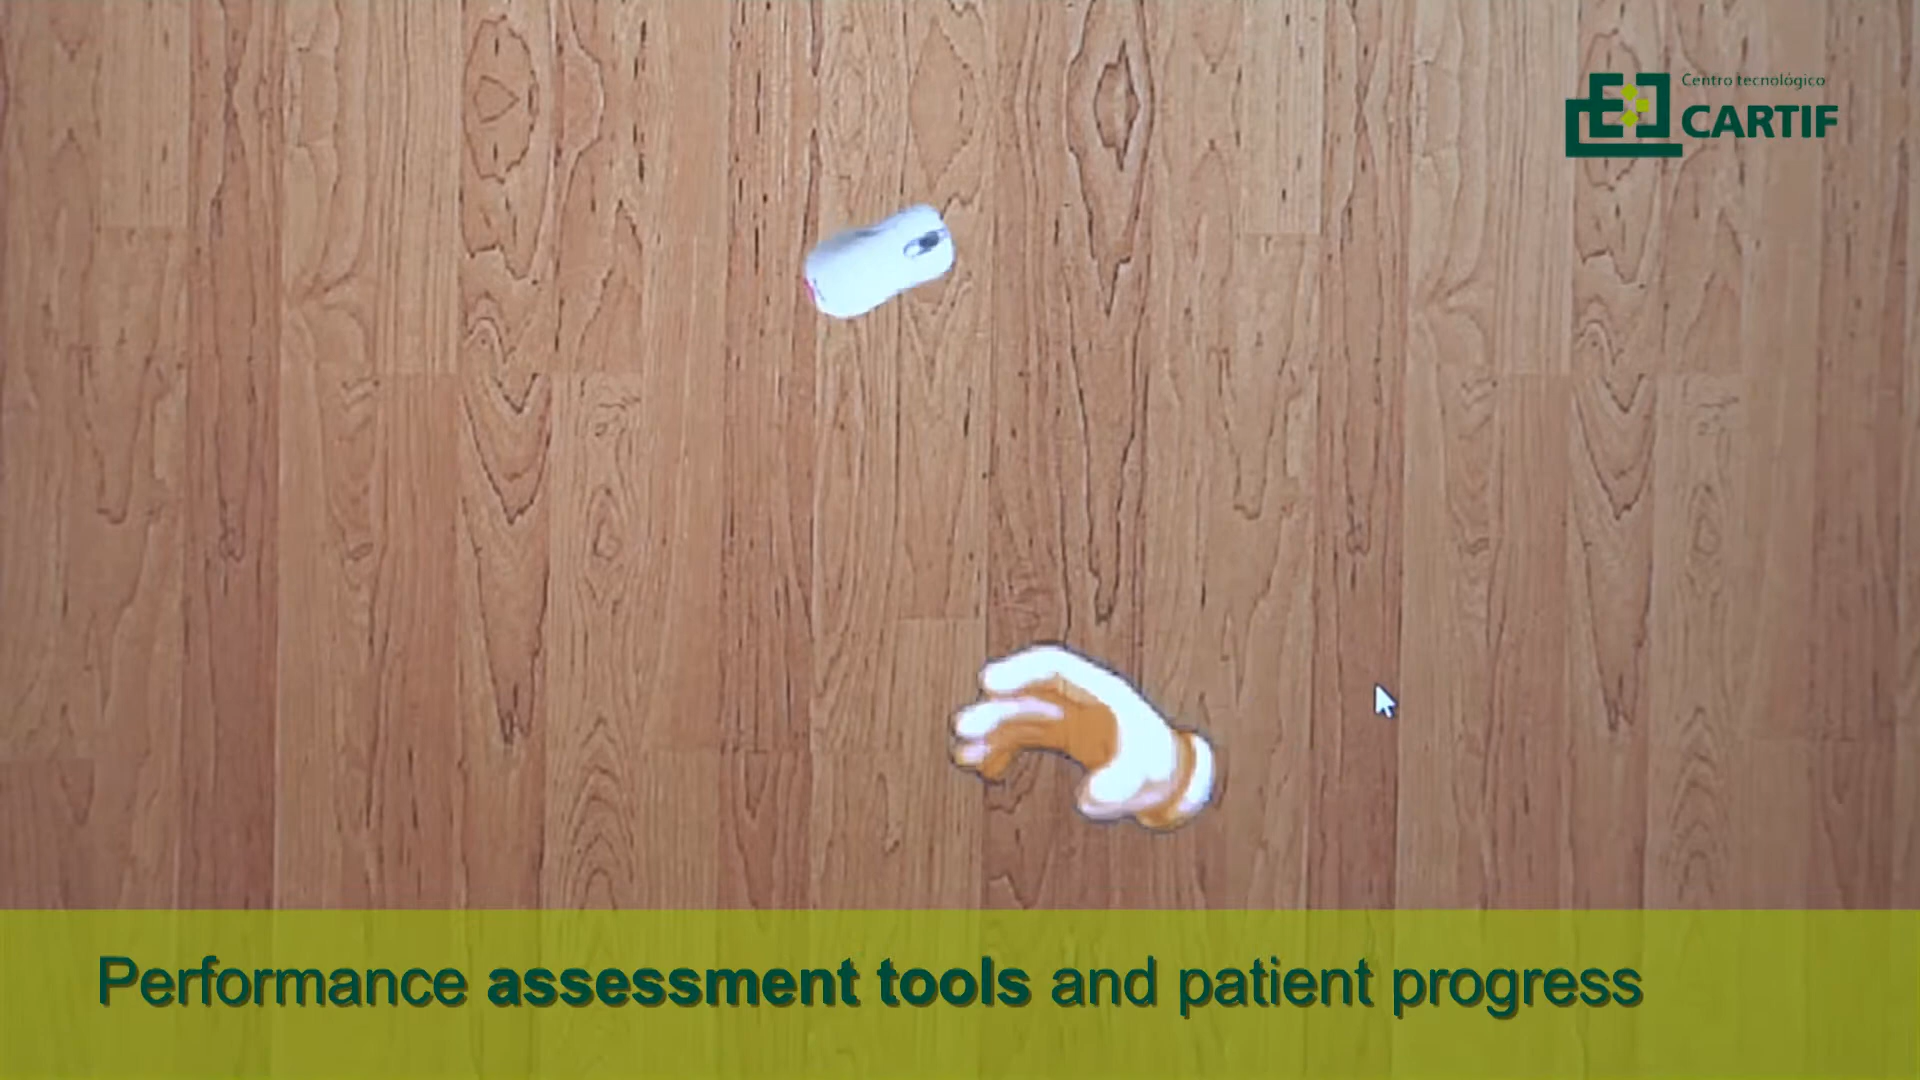 Centro tecnológico
CARTIF
Performance assessment tools and patient progress